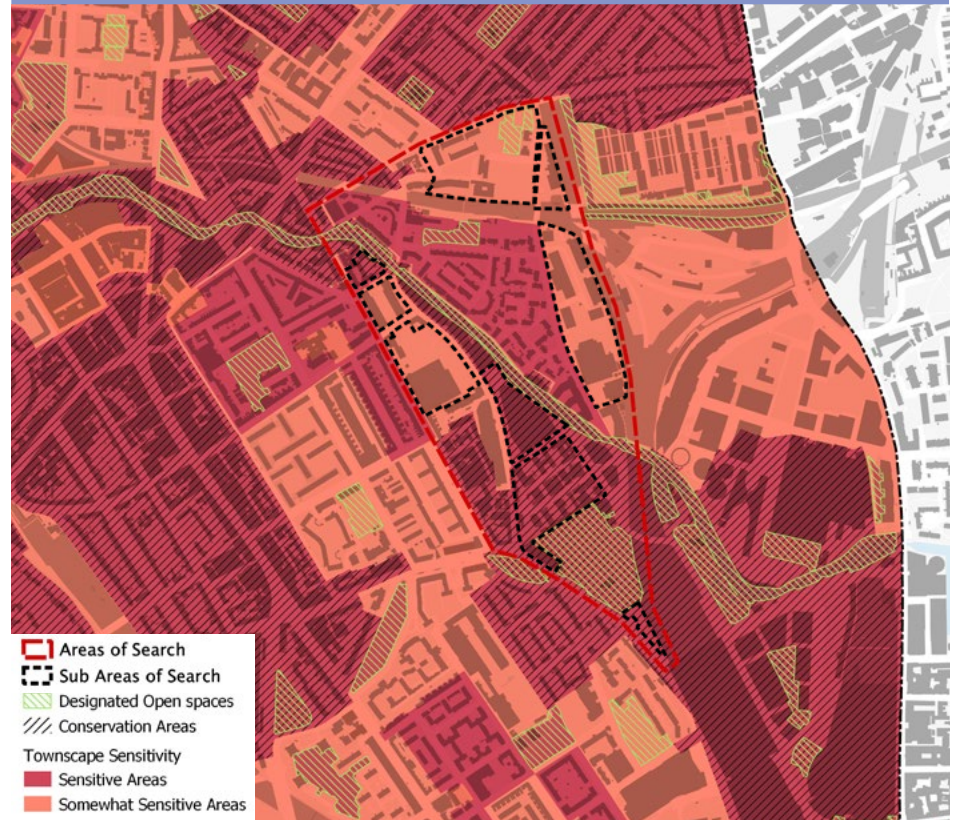 Areas of Search
Sub Areas of Search
Designated Open spaces
Conservation Areas
Townscape Sensitivity
Sensitive Areas
Somewhat Sensitive Areas